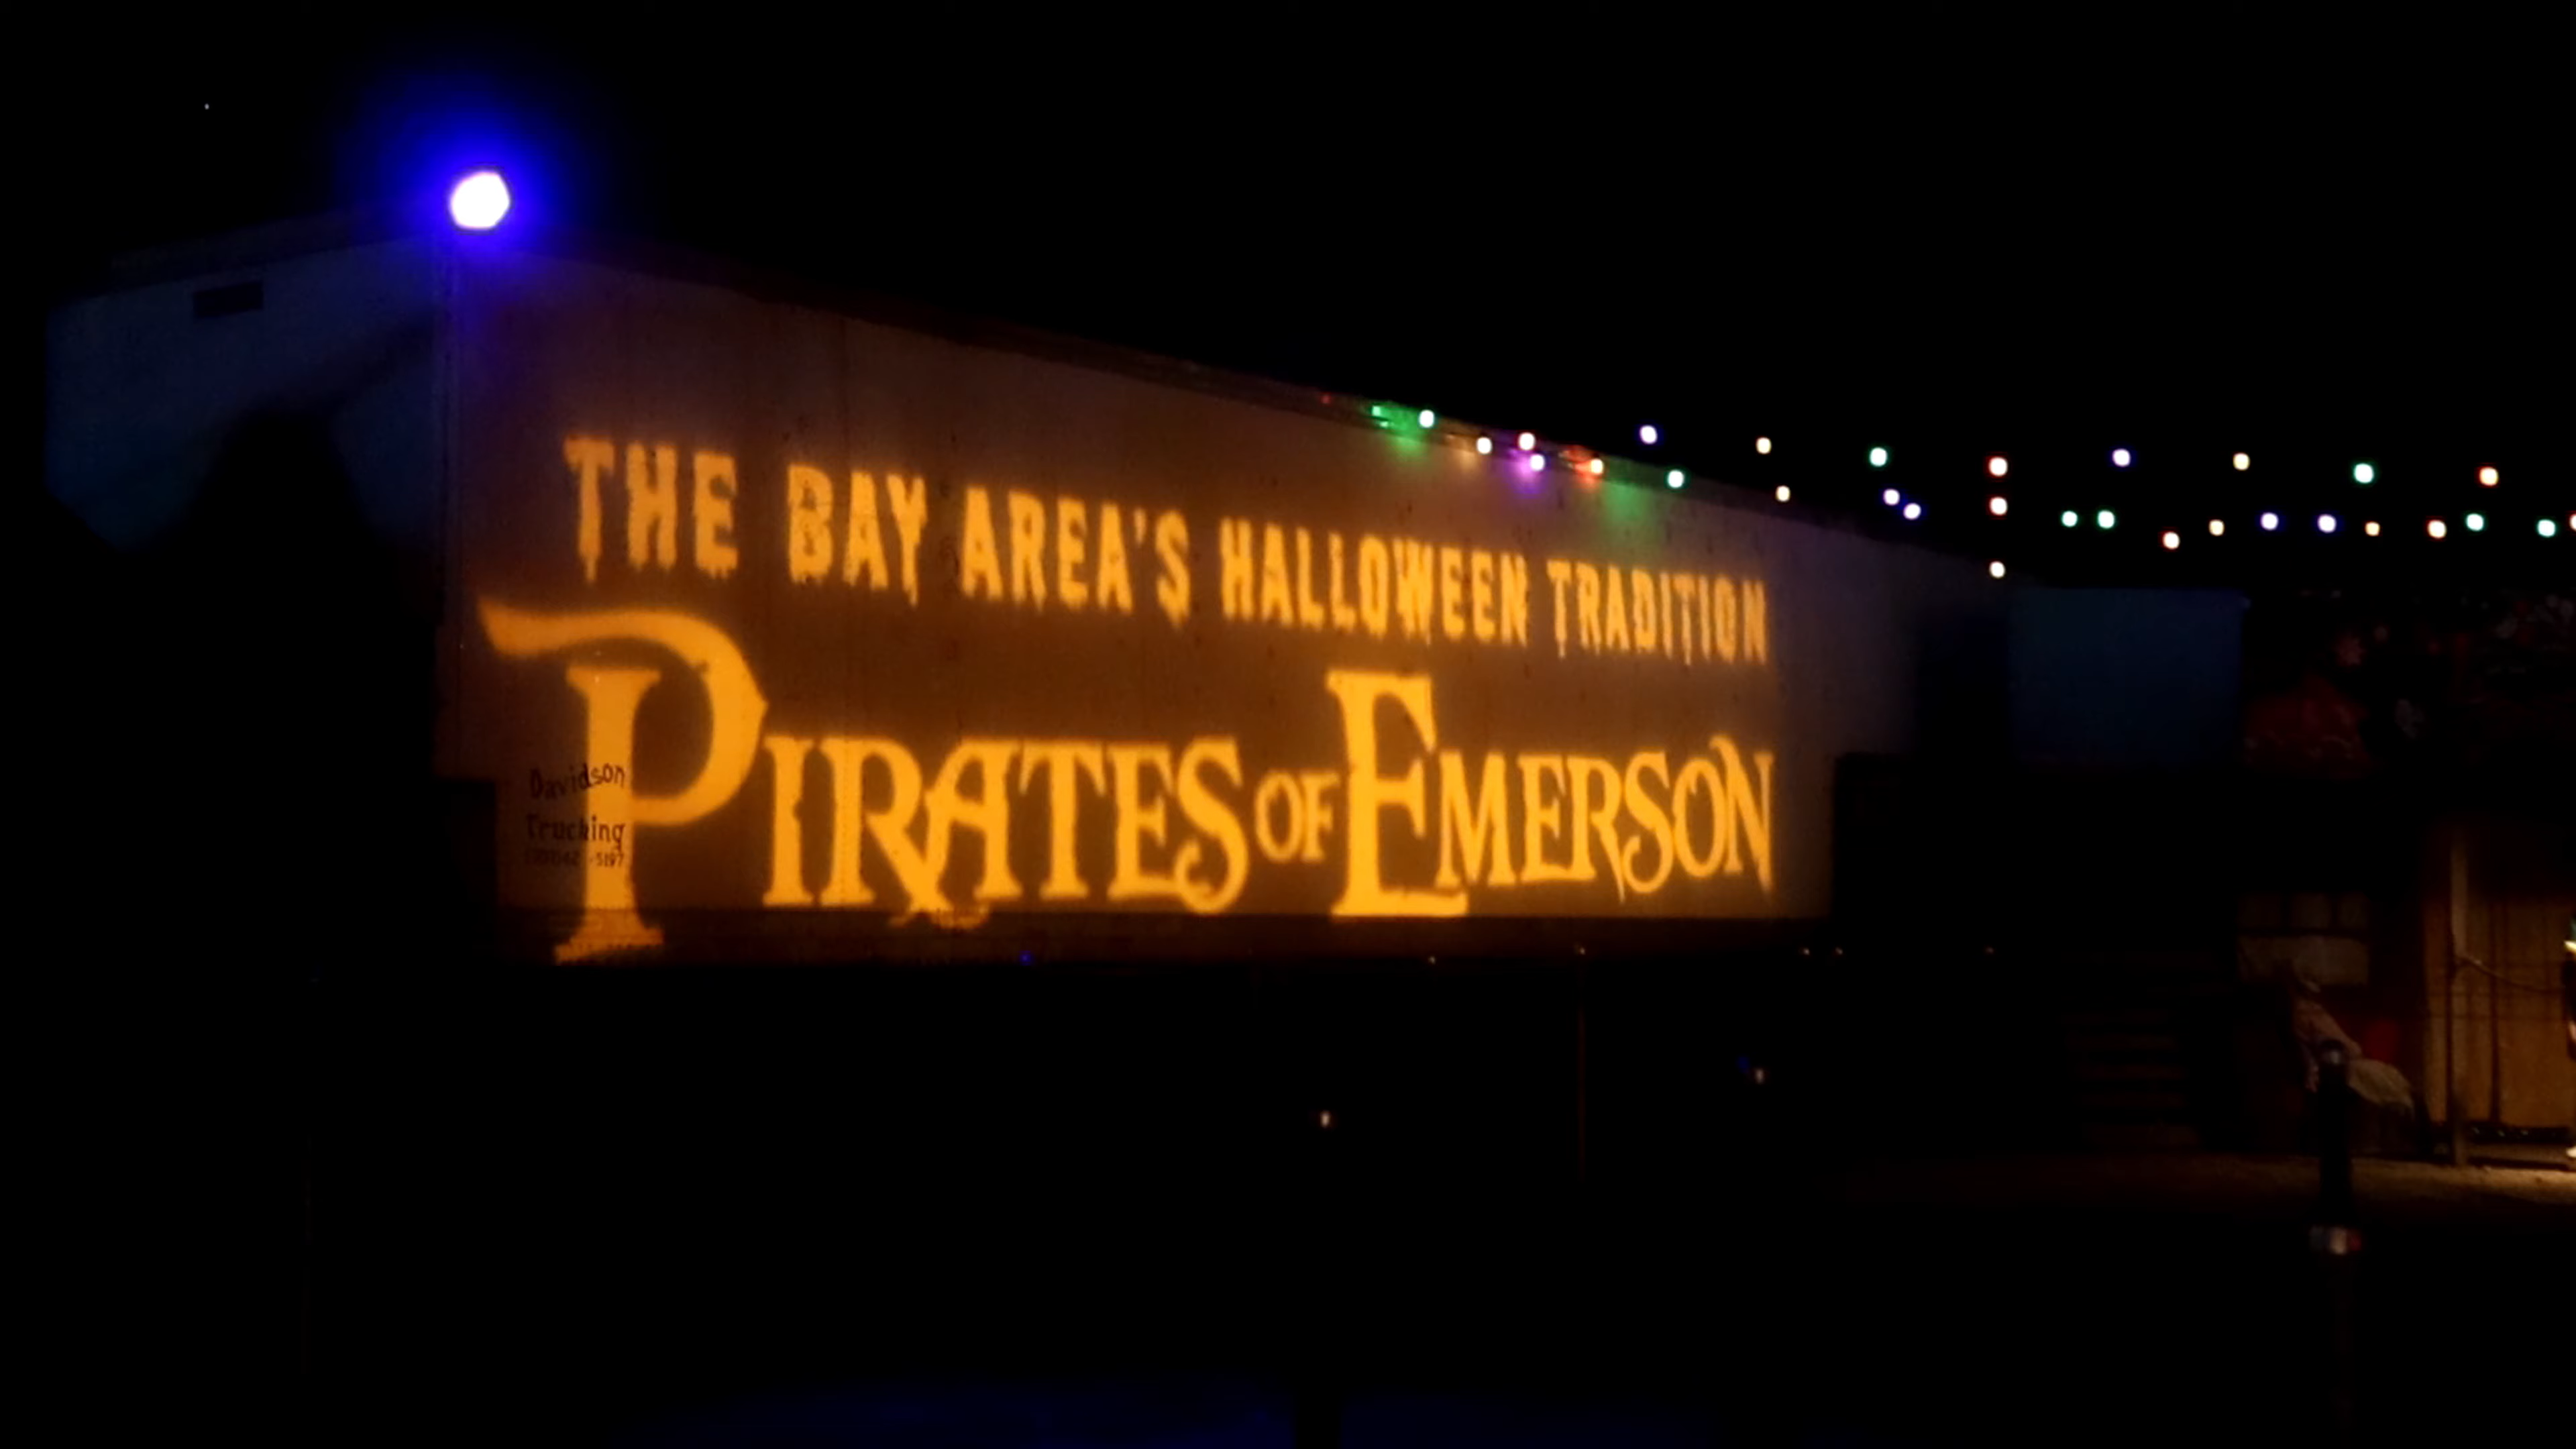 THE BAY AREA'S HALLOWEEN TRADITION
PIRATES OF EMERSON
Davidson
Trucking